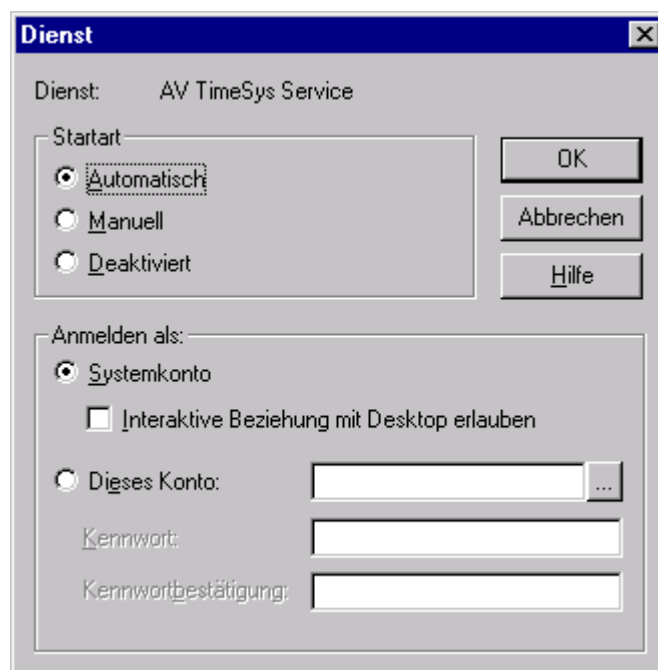 Dienst
Dienst: AV TimeSys Service
Startart
Automatisch
Manuell
Deaktiviert
OK
Abbrechen
Hilfe
Anmelden als:
Systemkonto
Interaktive Beziehung mit Desktop erlauben
Dieses Konto:
...
Kennwort:
Kennwortbestätigung: